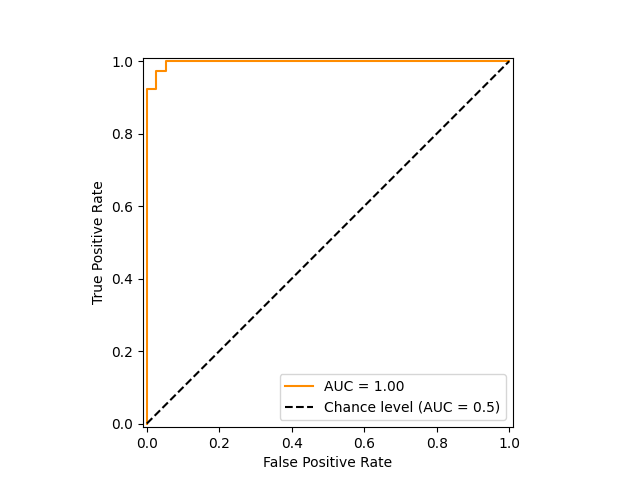 1.0
0.8
0.6
0.4
0.2
0.0
True Positive Rate
AUC = 1.00
Chance level (AUC = 0.5)
0.0 0.2 0.4 0.6 0.8 1.0
False Positive Rate